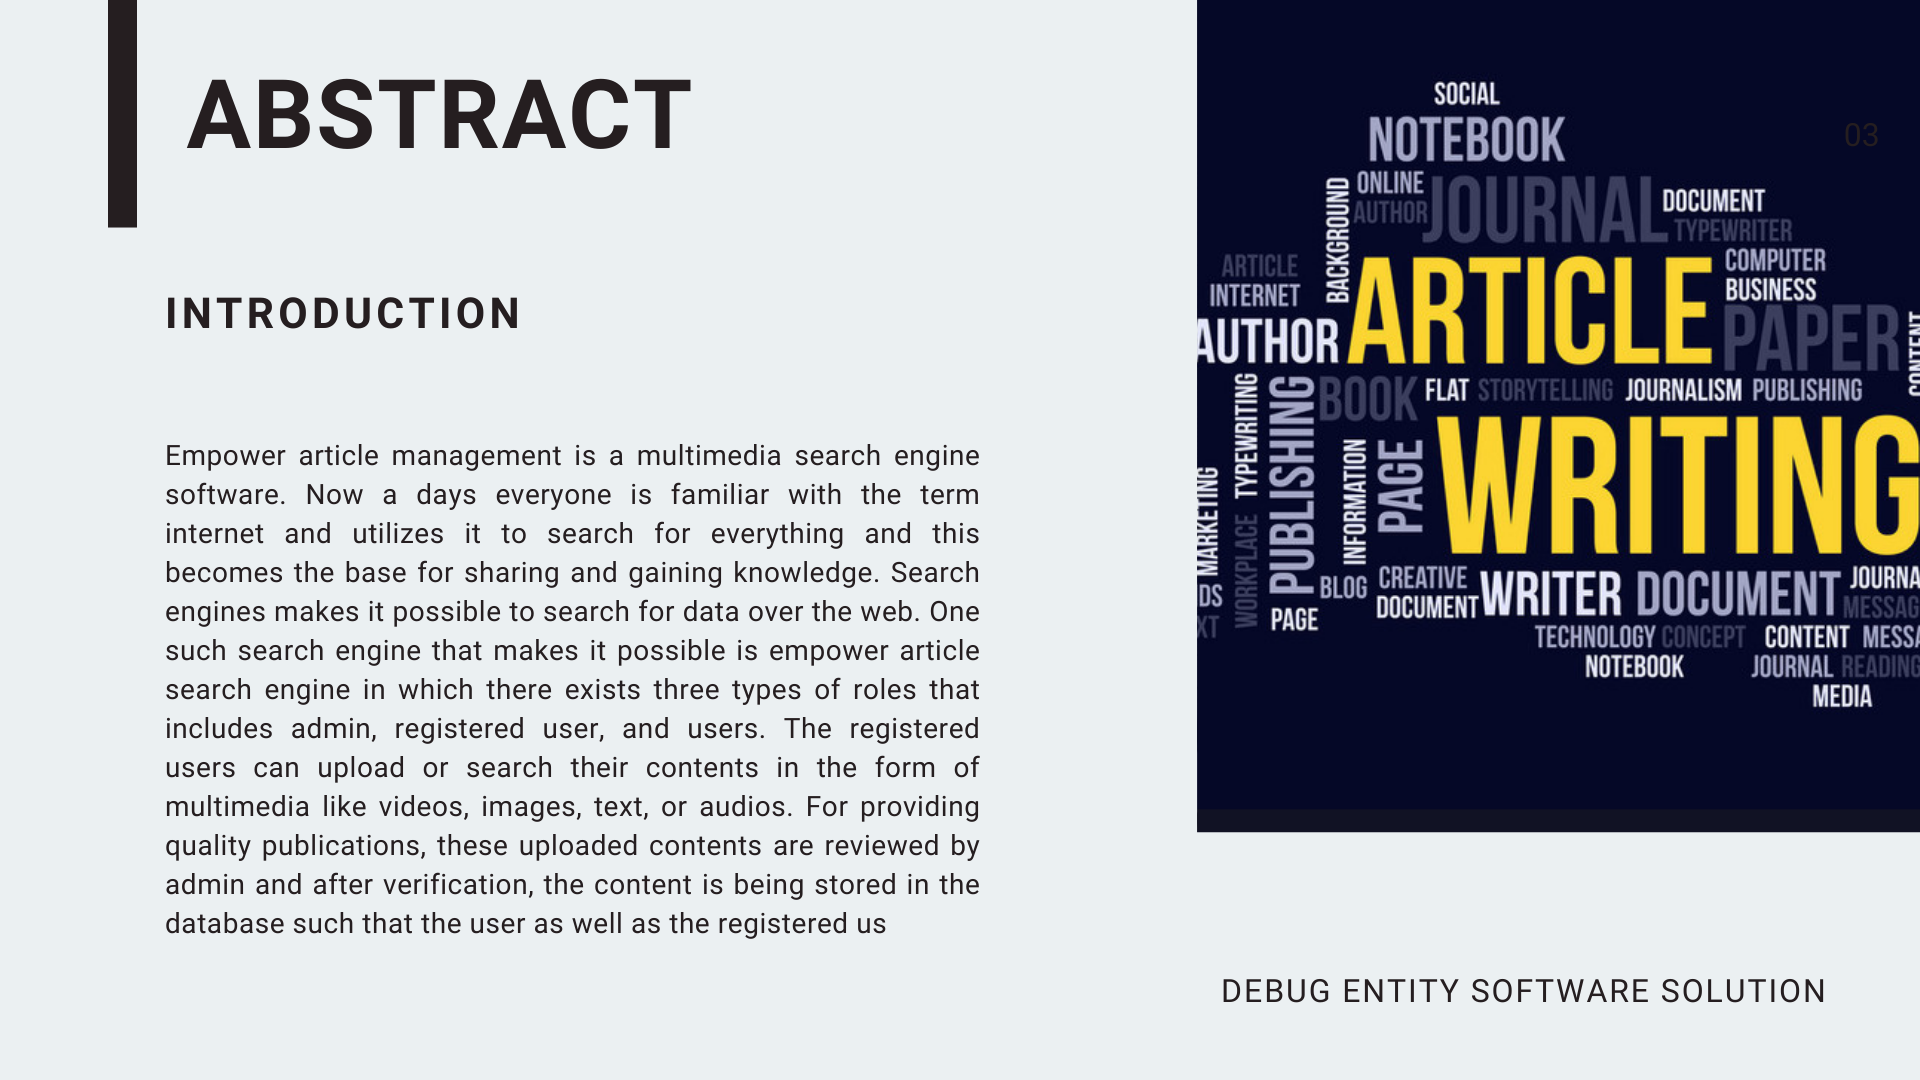 ABSTRACT
INTRODUCTION
Empower article management is a multimedia search engine
software. Now a days everyone is familiar with the term
internet and utilizes it to search for everything and this
becomes the base for sharing and gaining knowledge. Search
engines makes it possible to search for data over the web. One
such search engine that makes it possible is empower article
search engine in which there exists three types of roles that
includes admin, registered user, and users. The registered
users can upload or search their contents in the form of
multimedia like videos, images, text, or audios. For providing
quality publications, these uploaded contents are reviewed by
admin and after verification, the content is being stored in the
database such that the user as well as the registered us
03
SOCIAL
NOTEBOOK
ONLINE
AUTHOR
BACKGROUND
JOURNAL
DOCUMENT
TYPEWRITER
ARTICLE
INTERNET
ARTICLE
COMPUTER
BUSINESS
AUTHOR
PAPER
CONTENT
TYPEWRITING
PUBLISHING
BOOK
FLAT
STORYTELLING
JOURNALISM
PUBLISHING
WRITING
MARKETING
WORKPLACE
INFORMATION
PAGE
DS
XT
PAGE
BLOG
CREATIVE
DOCUMENT
WRITER
DOCUMENT
JOURNA
MESSAG
TECHNOLOGY
CONCEPT
CONTENT
MESSA
NOTEBOOK
JOURNAL
READING
MEDIA
DEBUG ENTITY SOFTWARE SOLUTION